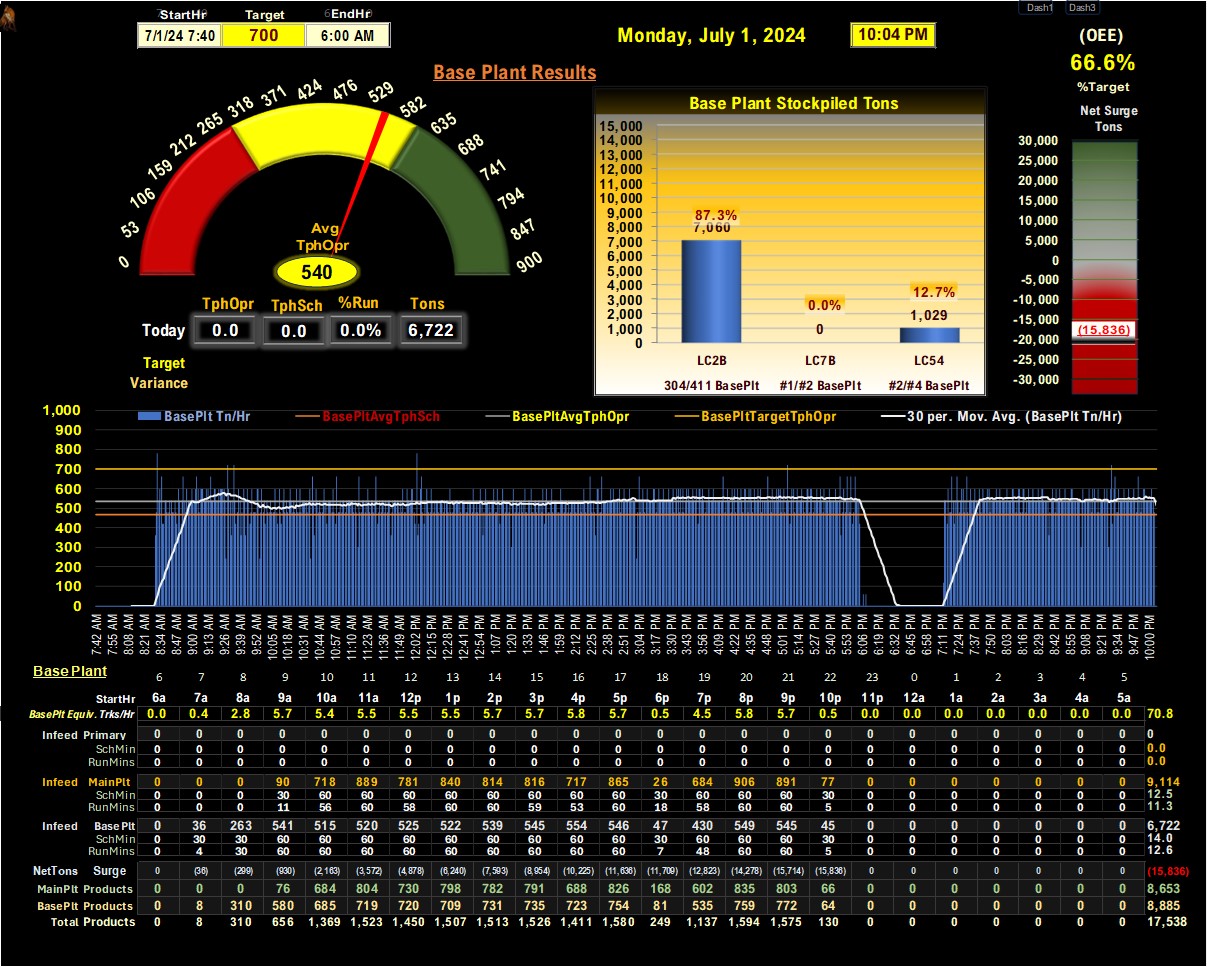 Dash1 Dash3
StartHr Target EndHr
7/1/24 7:40 700 6:00 AM
Monday, July 1, 2024 10:04 PM
(OEE)
66.6%
%Target
Base Plant Results
0 53 106 159 212 265 318 371 424 476 529 582 635 688 741 794 847 900
Avg
TphOpr
540
TphOpr TphSch %Run Tons
Today 0.0 0.0 0.0% 6,722
Target
Variance
Base Plant Stockpiled Tons
15,000
14,000
13,000
12,000
11,000
10,000
9,000
8,000
7,000
6,000
5,000
4,000
3,000
2,000
1,000
0
87.3% 0.0% 12.7%
7,060 0 1,029
LC2B LC7B LC54
304/411 BasePlt #1/#2 BasePlt #2/#4 BasePlt
Net Surge
Tons
30,000
25,000
20,000
15,000
10,000
5,000
0
-5,000
-10,000
-15,000
(15,836)
-20,000
-25,000
-30,000
BasePlt Tn/Hr BasePltAvgTphSch BasePltAvgTphOpr BasePltTargetTphOpr 30 per. Mov. Avg. (BasePlt Tn/Hr)
1,000
900
800
700
600
500
400
300
200
100
0
7:42 AM 7:55 AM 8:08 AM 8:21 AM 8:34 AM 8:47 AM 9:00 AM 9:13 AM 9:26 AM 9:39 AM 9:52 AM 10:05 AM 10:18 AM 10:31 AM 10:44 AM 10:57 AM 11:10 AM 11:23 AM 11:36 AM 11:49 AM 12:02 PM 12:15 PM 12:28 PM 12:41 PM 12:54 PM 1:07 PM 1:20 PM 1:33 PM 1:46 PM 1:59 PM 2:12 PM 2:25 PM 2:38 PM 2:51 PM 3:04 PM 3:17 PM 3:30 PM 3:43 PM 3:56 PM 4:09 PM 4:22 PM 4:35 PM 4:48 PM 5:01 PM 5:14 PM 5:27 PM 5:40 PM 5:53 PM 6:06 PM 6:19 PM 6:32 PM 6:45 PM 6:58 PM 7:11 PM 7:24 PM 7:37 PM 7:50 PM 8:03 PM 8:16 PM 8:29 PM 8:42 PM 8:55 PM 9:08 PM 9:21 PM 9:34 PM 9:47 PM 10:00 PM
Base Plant
6 7 8 9 10 11 12 13 14 15 16 17 18 19 20 21 22 23 0 1 2 3 4 5
StartHr 6a 7a 8a 9a 10a 11a 12p 1p 2p 3p 4p 5p 6p 7p 8p 9p 10p 11p 12a 1a 2a 3a 4a 5a
BasePlt Equiv. Trks/Hr 0.0 0.4 2.8 5.7 5.4 5.5 5.5 5.5 5.7 5.7 5.8 5.7 0.5 4.5 5.8 5.7 0.5 0.0 0.0 0.0 0.0 0.0 0.0 0.0 70.8
Infeed Primary 0 0 0 0 0 0 0 0 0 0 0 0 0 0 0 0 0 0 0 0 0 0 0 0 0
SchMin 0 0 0 0 0 0 0 0 0 0 0 0 0 0 0 0 0 0 0 0 0 0 0 0 0.0
RunMins 0 0 0 0 0 0 0 0 0 0 0 0 0 0 0 0 0 0 0 0 0 0 0 0 0.0
Infeed MainPlt 0 0 0 90 718 889 781 840 814 816 717 865 26 684 906 891 77 0 0 0 0 0 0 0 9,114
SchMin 0 0 0 30 60 60 60 60 60 60 60 60 30 60 60 60 30 0 0 0 0 0 0 0 12.5
RunMins 0 0 0 11 56 60 58 60 60 59 53 60 18 58 60 60 5 0 0 0 0 0 0 0 11.3
Infeed Base Plt 0 36 263 541 515 520 525 522 539 545 554 546 47 430 549 545 45 0 0 0 0 0 0 0 6,722
SchMin 0 30 30 60 60 60 60 60 60 60 60 60 30 60 60 60 30 0 0 0 0 0 0 0 14.0
RunMins 0 4 30 60 60 60 60 60 60 60 60 60 7 48 60 60 5 0 0 0 0 0 0 0 12.6
NetTons Surge 0 (36) (299) (930) (2,163) (3,572) (4,878) (6,240) (7,593) (8,954) (10,225) (11,636) (11,709) (12,823) (14,278) (15,714) (15,836) 0 0 0 0 0 0 0 (15,836)
MainPlt Products 0 0 0 76 684 804 730 798 782 791 688 826 168 602 835 803 66 0 0 0 0 0 0 0 8,653
BasePlt Products 0 8 310 580 685 719 720 709 731 735 723 754 81 535 759 772 64 0 0 0 0 0 0 0 8,885
Total Products 0 8 310 656 1,369 1,523 1,450 1,507 1,513 1,526 1,411 1,580 249 1,137 1,594 1,575 130 0 0 0 0 0 0 0 17,538